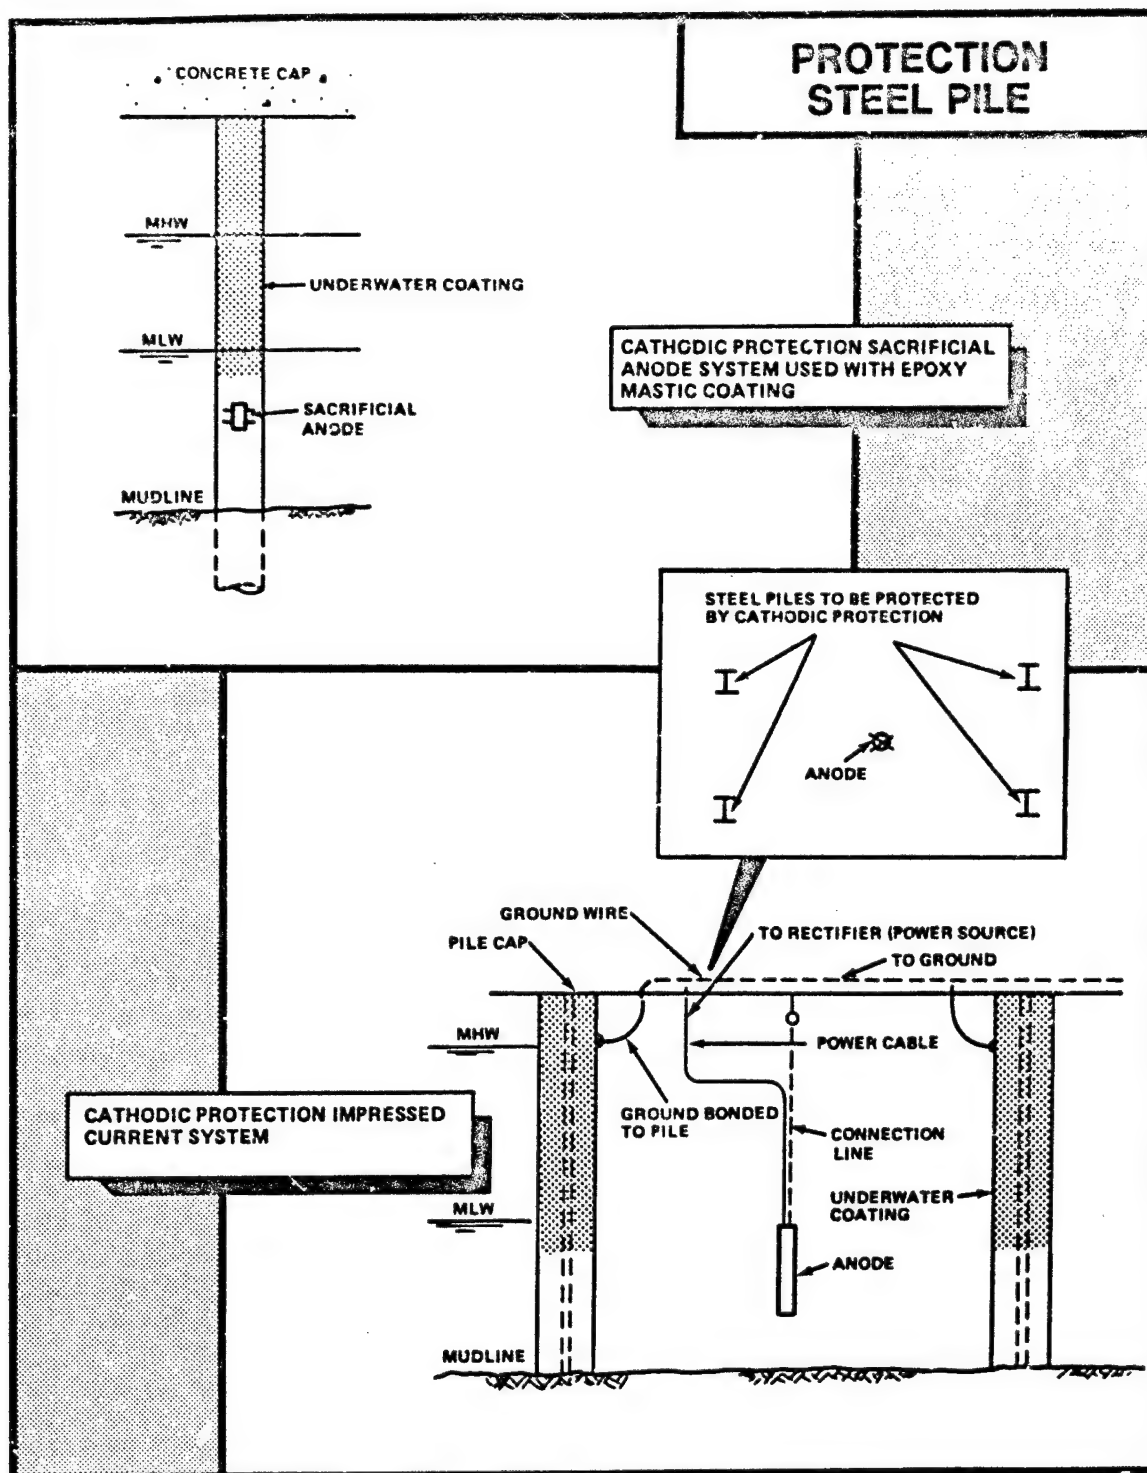 PROTECTION
STEEL PILE
CONCRETE CAP
MHW
UNDERWATER COATING
MLW
SACRIFICIAL
ANODE
MUDLINE
CATHODIC PROTECTION SACRIFICIAL
ANODE SYSTEM USED WITH EPOXY
MASTIC COATING
STEEL PILES TO BE PROTECTED
BY CATHODIC PROTECTION
ANODE
GROUND WIRE
TO RECTIFIER (POWER SOURCE)
PILE CAP
TO GROUND
MHW
POWER CABLE
CATHODIC PROTECTION IMPRESSED
CURRENT SYSTEM
GROUND BONDED
TO PILE
CONNECTION
LINE
MLW
UNDERWATER
COATING
ANODE
MUDLINE